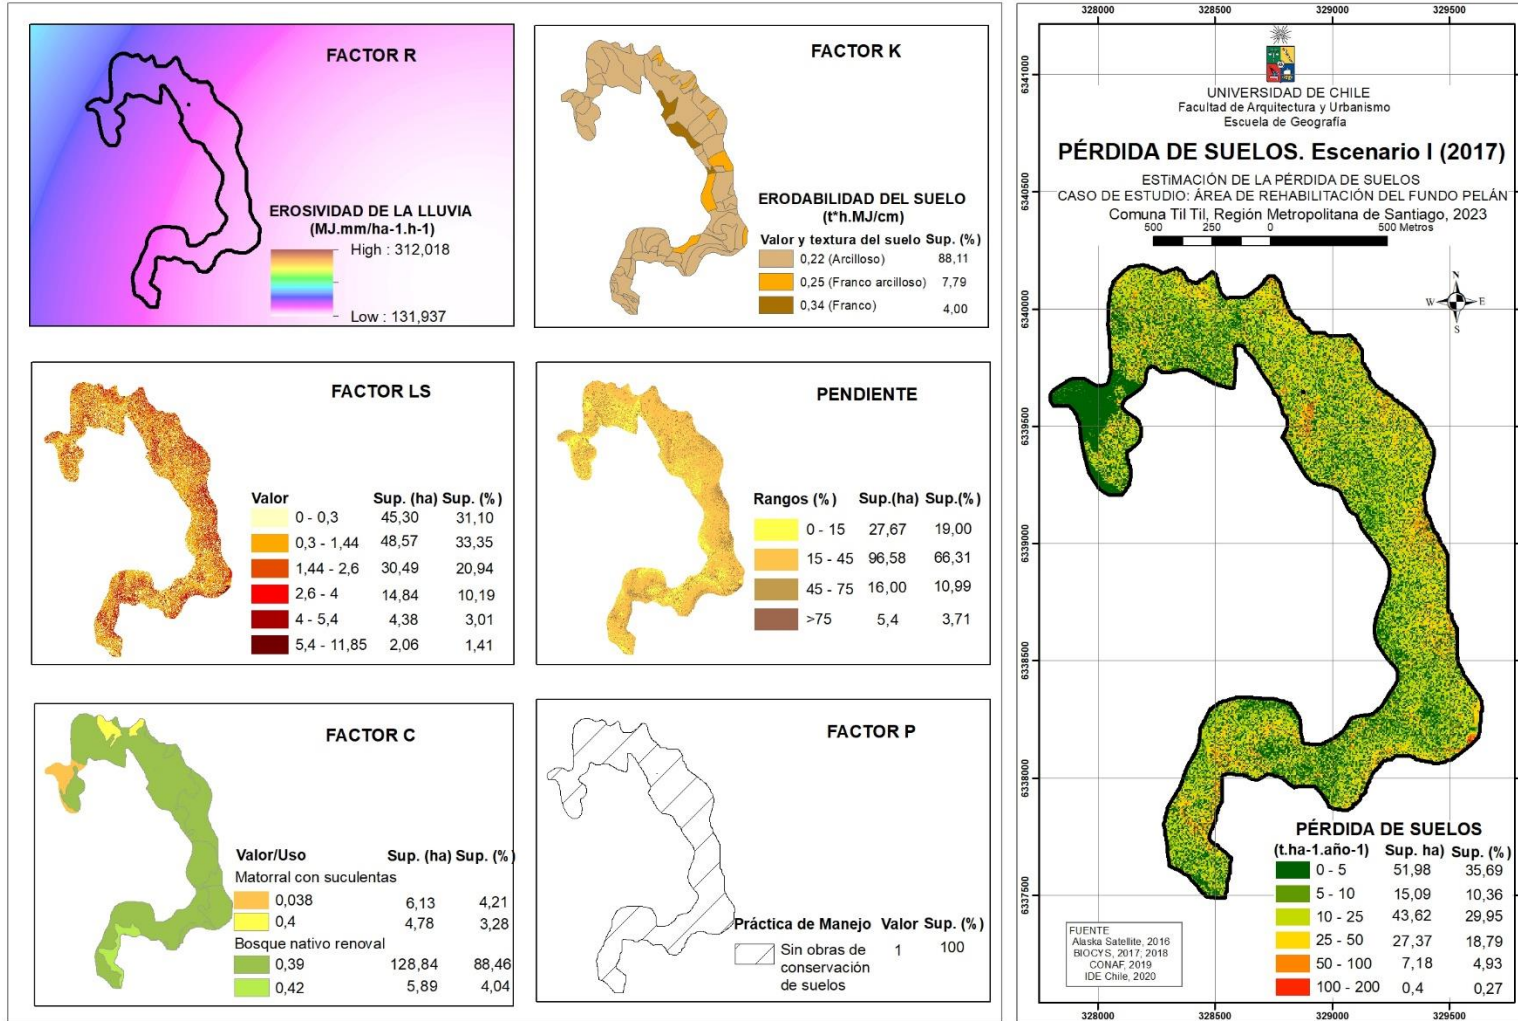 FACTOR R
EROSIVIDAD DE LA LLUVIA
(MJ.mm/ha-1.h-1)
High : 312,018
Low : 131,937
FACTOR K
ERODABILIDAD DEL SUELO
(t*h.MJ/cm)
Valor y textura del suelo Sup. (%)
0,22 (Arcilloso) 88,11
0,25 (Franco arcilloso) 7,79
0,34 (Franco) 4,00
FACTOR LS
Valor Sup. (ha) Sup. (%)
0 - 0,3 45,30 31,10
0,3 - 1,44 48,57 33,35
1,44 - 2,6 30,49 20,94
2,6 - 4 14,84 10,19
4 - 5,4 4,38 3,01
5,4 - 11,85 2,06 1,41
PENDIENTE
Rangos (%) Sup.(ha) Sup.(%)
0 - 15 27,67 19,00
15 - 45 96,58 66,31
45 - 75 16,00 10,99
>75 5,4 3,71
FACTOR C
Valor/Uso Sup. (ha) Sup. (%)
Matorral con suculentas
0,038 6,13 4,21
0,4 4,78 3,28
Bosque nativo renoval
0,39 128,84 88,46
0,42 5,89 4,04
FACTOR P
Práctica de Manejo Valor Sup. (%)
Sin obras de 1 100
conservación
de suelos
328000 328500 329000 329500
UNIVERSIDAD DE CHILE
Facultad de Arquitectura y Urbanismo
Escuela de Geografía
PÉRDIDA DE SUELOS. Escenario I (2017)
ESTiMACIÓN DE LA PÉRDIDA DE SUELOS
CASO DE ESTUDIO: ÁREA DE REHABILITACIÓN DEL FUNDO PELÁN
Comuna Til Til, Región Metropolitana de Santiago, 2023
500 250 0 500 Metros
N
W E
S
6341000
6340500
6340000
6339500
6339000
6338500
6338000
6337500
PÉRDIDA DE SUELOS
(t.ha-1.año-1) Sup. ha) Sup. (%)
0 - 5 51,98 35,69
5 - 10 15,09 10,36
10 - 25 43,62 29,95
25 - 50 27,37 18,79
50 - 100 7,18 4,93
100 - 200 0,4 0,27
FUENTE
Alaska Satellite, 2016
BIOCYS, 2017; 2018
CONAF, 2019
IDE Chile, 2020
328000 328500 329000 329500